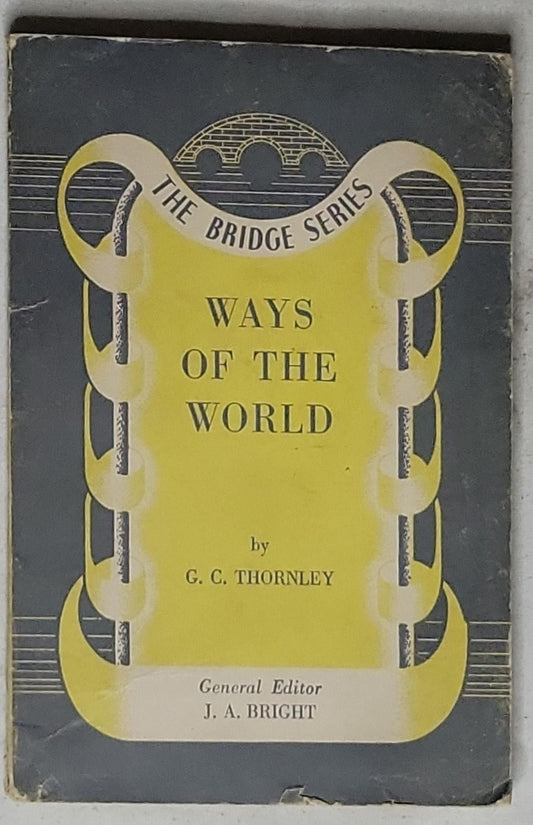 THE BRIDGE SERIES
WAYS
OF THE
WORLD
by
G. C. THORNLEY
General Editor
J. A. BRIGHT